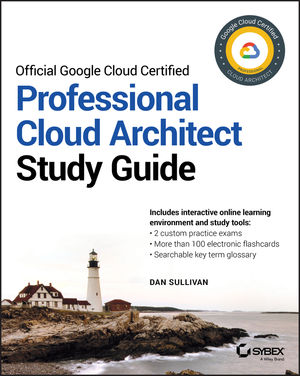 Google Cloud Certified
PROFESSIONAL
CLOUD ARCHITECT
Official Google Cloud Certified
Professional
Cloud Architect
Study Guide
Includes interactive online learning
environment and study tools:
• 2 custom practice exams
• More than 100 electronic flashcards
• Searchable key term glossary
DAN SULLIVAN
SYBEX
A Wiley Brand